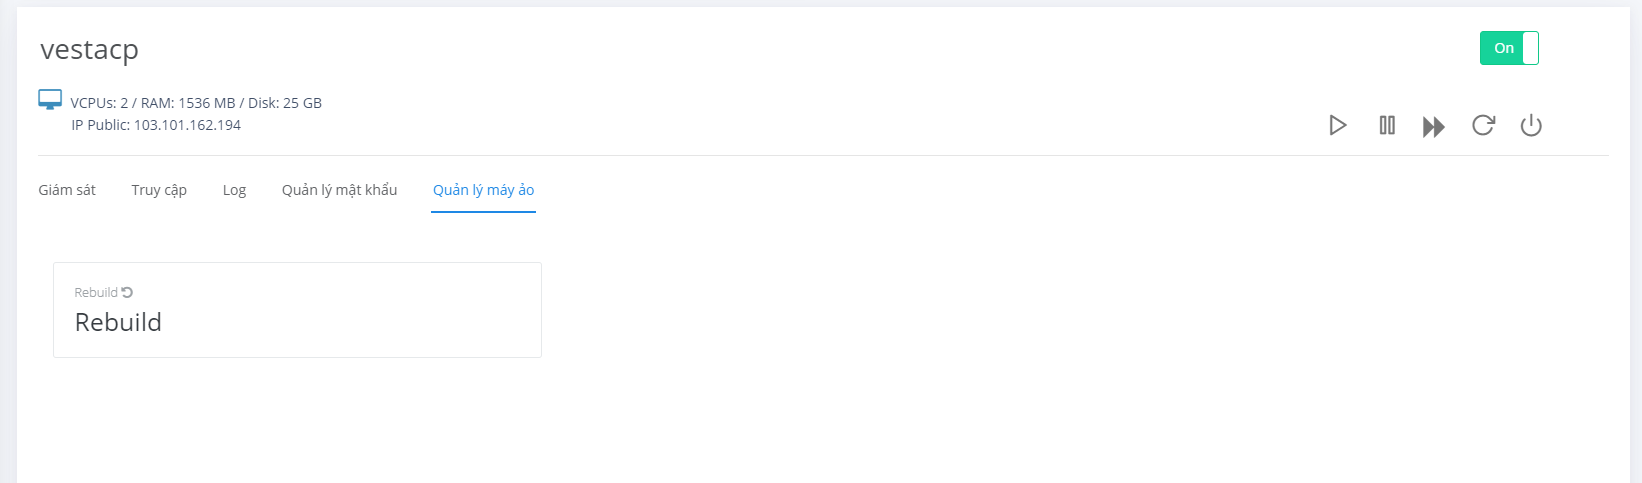 vestacp
On
VCPUs: 2 / RAM: 1536 MB / Disk: 25 GB
IP Public: 103.101.162.194
Giám sát Truy cập Log Quản lý mật khẩu Quản lý máy ảo
Rebuild
Rebuild